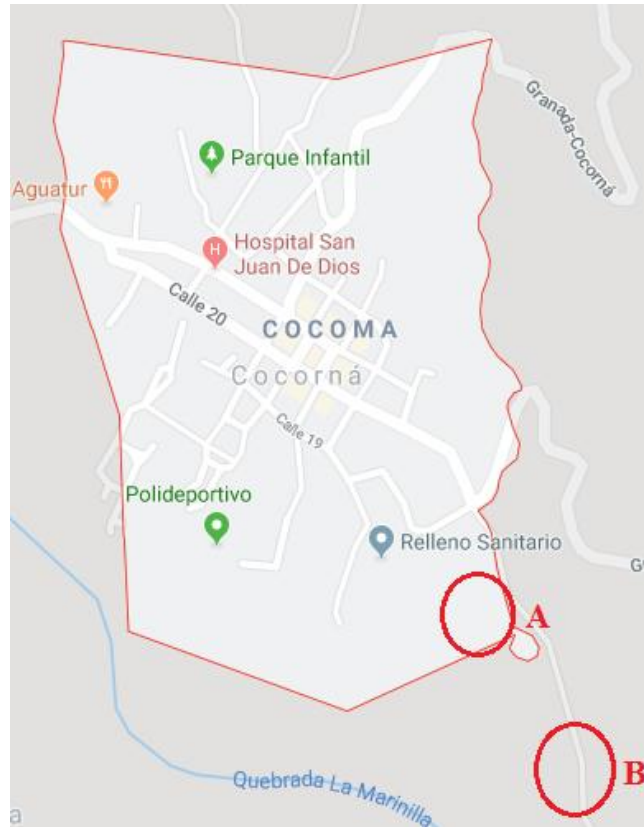 Granada-Cocorná
Parque Infantil
Aguatur
H
Hospital San
Juan De Dios
Calle 20
COCOMA
Cocorná
Calle 19
Polideportivo
Relleno Sanitario
G
A
B
Quebrada La Marinilla
a